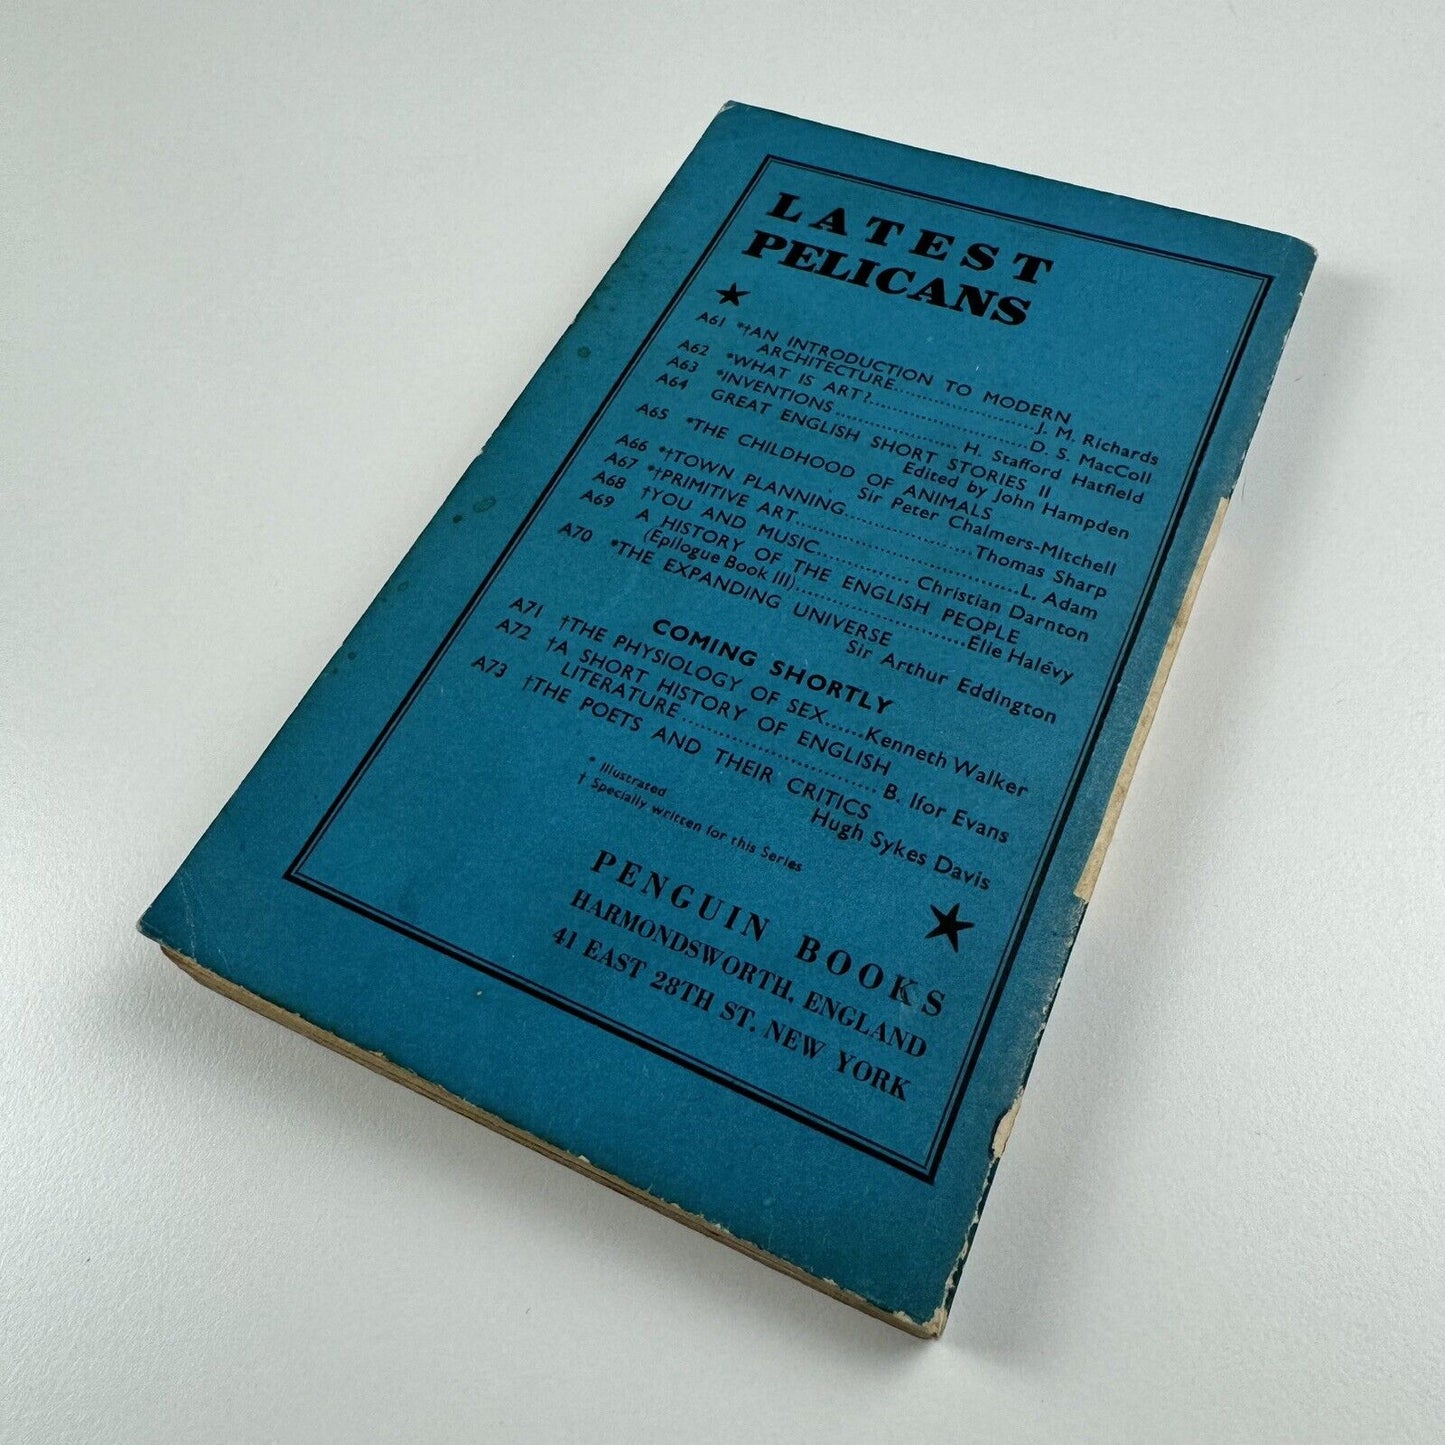 LATEST
PELICANS
A61 *†AN INTRODUCTION TO MODERN
ARCHITECTURE.......................J. M. Richards
A62 *WHAT IS ART?.......................D. S. MacColl
A63 *INVENTIONS....................H. Stafford Hatfield
A64 GREAT ENGLISH SHORT STORIES II
Edited by John Hampden
A65 *THE CHILDHOOD OF ANIMALS
Sir Peter Chalmers-Mitchell
A66 *†TOWN PLANNING.....................Thomas Sharp
A67 *†PRIMITIVE ART.....................L. Adam
A68 †YOU AND MUSIC...............Christian Darnton
A69 A HISTORY OF THE ENGLISH PEOPLE
(Epilogue Book III)..........................Élie Halévy
A70 *THE EXPANDING UNIVERSE
Sir Arthur Eddington
COMING SHORTLY
A71 †THE PHYSIOLOGY OF SEX......Kenneth Walker
A72 †A SHORT HISTORY OF ENGLISH
LITERATURE..............................B. Ifor Evans
A73 †THE POETS AND THEIR CRITICS
Hugh Sykes Davis
* Illustrated
† Specially written for this Series
PENGUIN BOOKS
HARMONDSWORTH, ENGLAND
41 EAST 28TH ST. NEW YORK